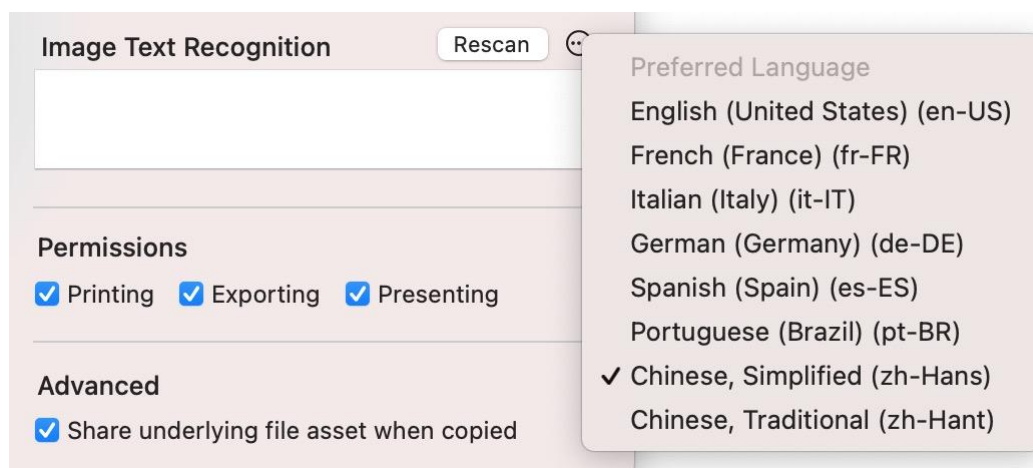 Image Text Recognition
Rescan
Permissions
Printing Exporting Presenting
Advanced
Share underlying file asset when copied
Preferred Language
English (United States) (en-US)
French (France) (fr-FR)
Italian (Italy) (it-IT)
German (Germany) (de-DE)
Spanish (Spain) (es-ES)
Portuguese (Brazil) (pt-BR)
Chinese, Simplified (zh-Hans)
Chinese, Traditional (zh-Hant)